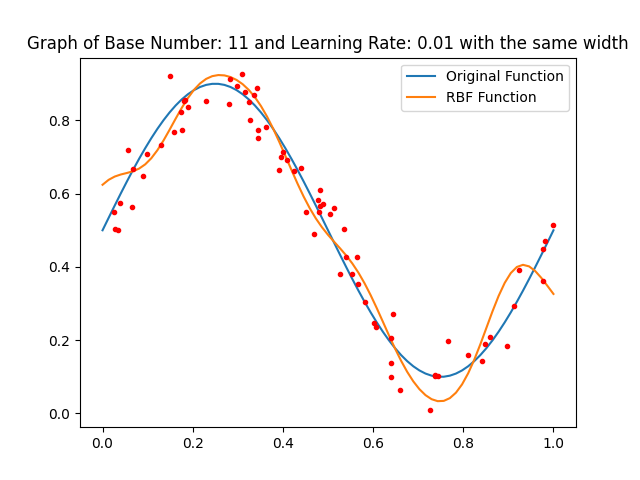 Graph of Base Number: 11 and Learning Rate: 0.01 with the same width
Original Function
RBF Function
0.8
0.6
0.4
0.2
0.0
0.0 0.2 0.4 0.6 0.8 1.0